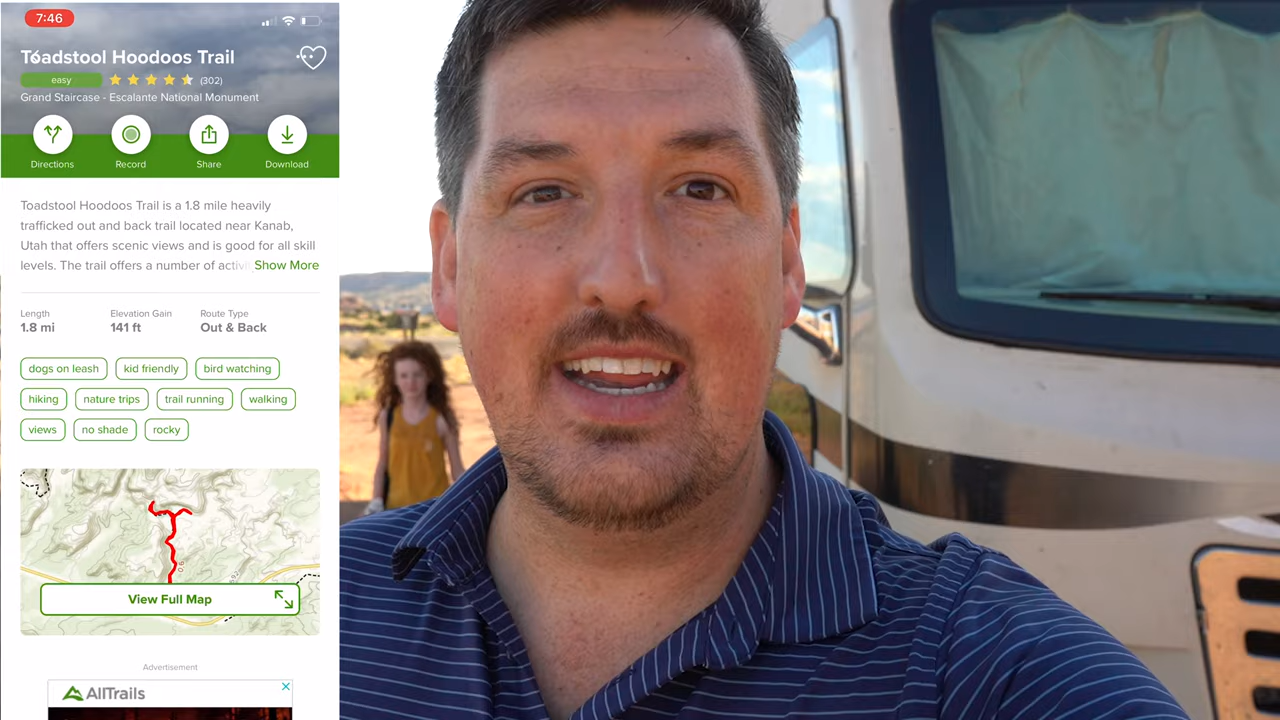 7:46
Toadstool Hoodoos Trail
easy
(302)
Grand Staircase - Escalante National Monument
Directions
Record
Share
Download
Toadstool Hoodoos Trail is a 1.8 mile heavily
trafficked out and back trail located near Kanab,
Utah that offers scenic views and is good for all skill
levels. The trail offers a number of activi Show More
Length
Elevation Gain
Route Type
1.8 mi
141 ft
Out & Back
dogs on leash
kid friendly
bird watching
hiking
nature trips
trail running
walking
views
no shade
rocky
View Full Map
Advertisement
AllTrails